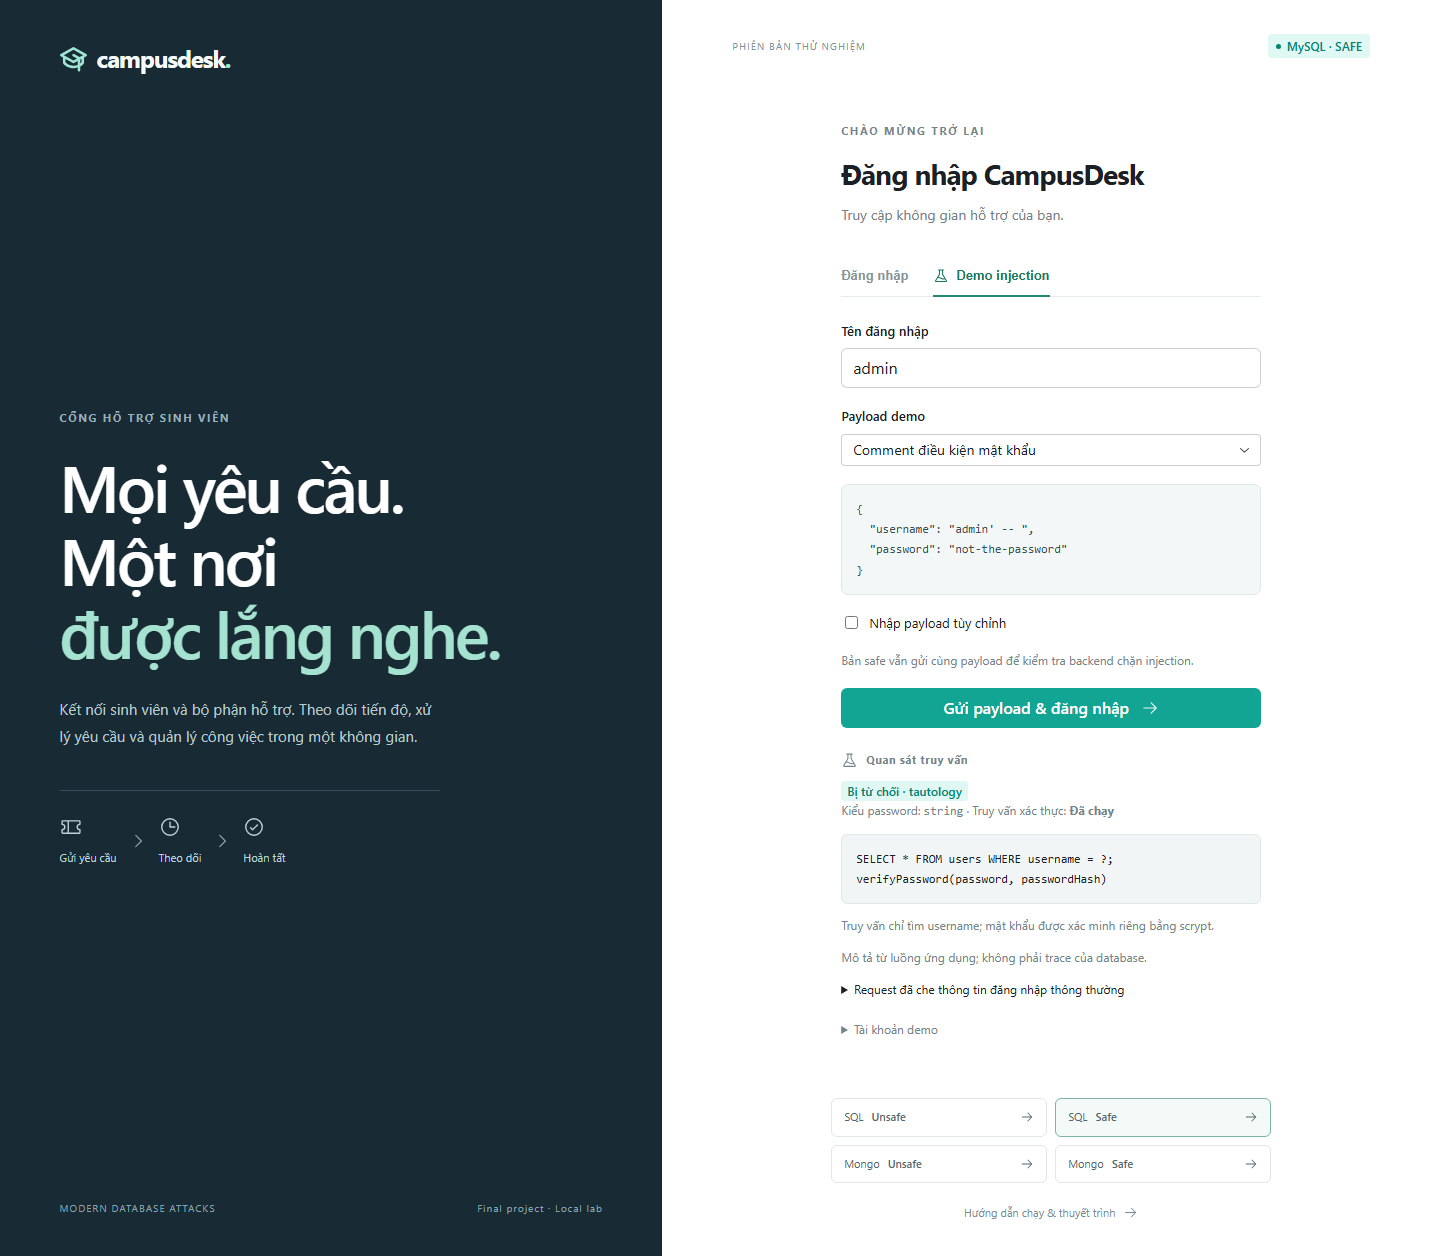 campusdesk.
CỔNG HỖ TRỢ SINH VIÊN
Mọi yêu cầu.
Một nơi
được lắng nghe.
Kết nối sinh viên và bộ phận hỗ trợ. Theo dõi tiến độ, xử
lý yêu cầu và quản lý công việc trong một không gian.
Gửi yêu cầu
Theo dõi
Hoàn tất
MODERN DATABASE ATTACKS
Final project · Local lab
PHIÊN BẢN THỬ NGHIỆM
MySQL · SAFE
CHÀO MỪNG TRỞ LẠI
Đăng nhập CampusDesk
Truy cập không gian hỗ trợ của bạn.
Đăng nhập
Demo injection
Tên đăng nhập
admin
Payload demo
Comment điều kiện mật khẩu
{
"username": "admin' -- ",
"password": "not-the-password"
}
Nhập payload tùy chỉnh
Bản safe vẫn gửi cùng payload để kiểm tra backend chặn injection.
Gửi payload & đăng nhập
Quan sát truy vấn
Bị từ chối · tautology
Kiểu password: string · Truy vấn xác thực: Đã chạy
SELECT * FROM users WHERE username = ?;
verifyPassword(password, passwordHash)
Truy vấn chỉ tìm username; mật khẩu được xác minh riêng bằng scrypt.
Mô tả từ luồng ứng dụng; không phải trace của database.
Request đã che thông tin đăng nhập thông thường
Tài khoản demo
SQL Unsafe
SQL Safe
Mongo Unsafe
Mongo Safe
Hướng dẫn chạy & thuyết trình